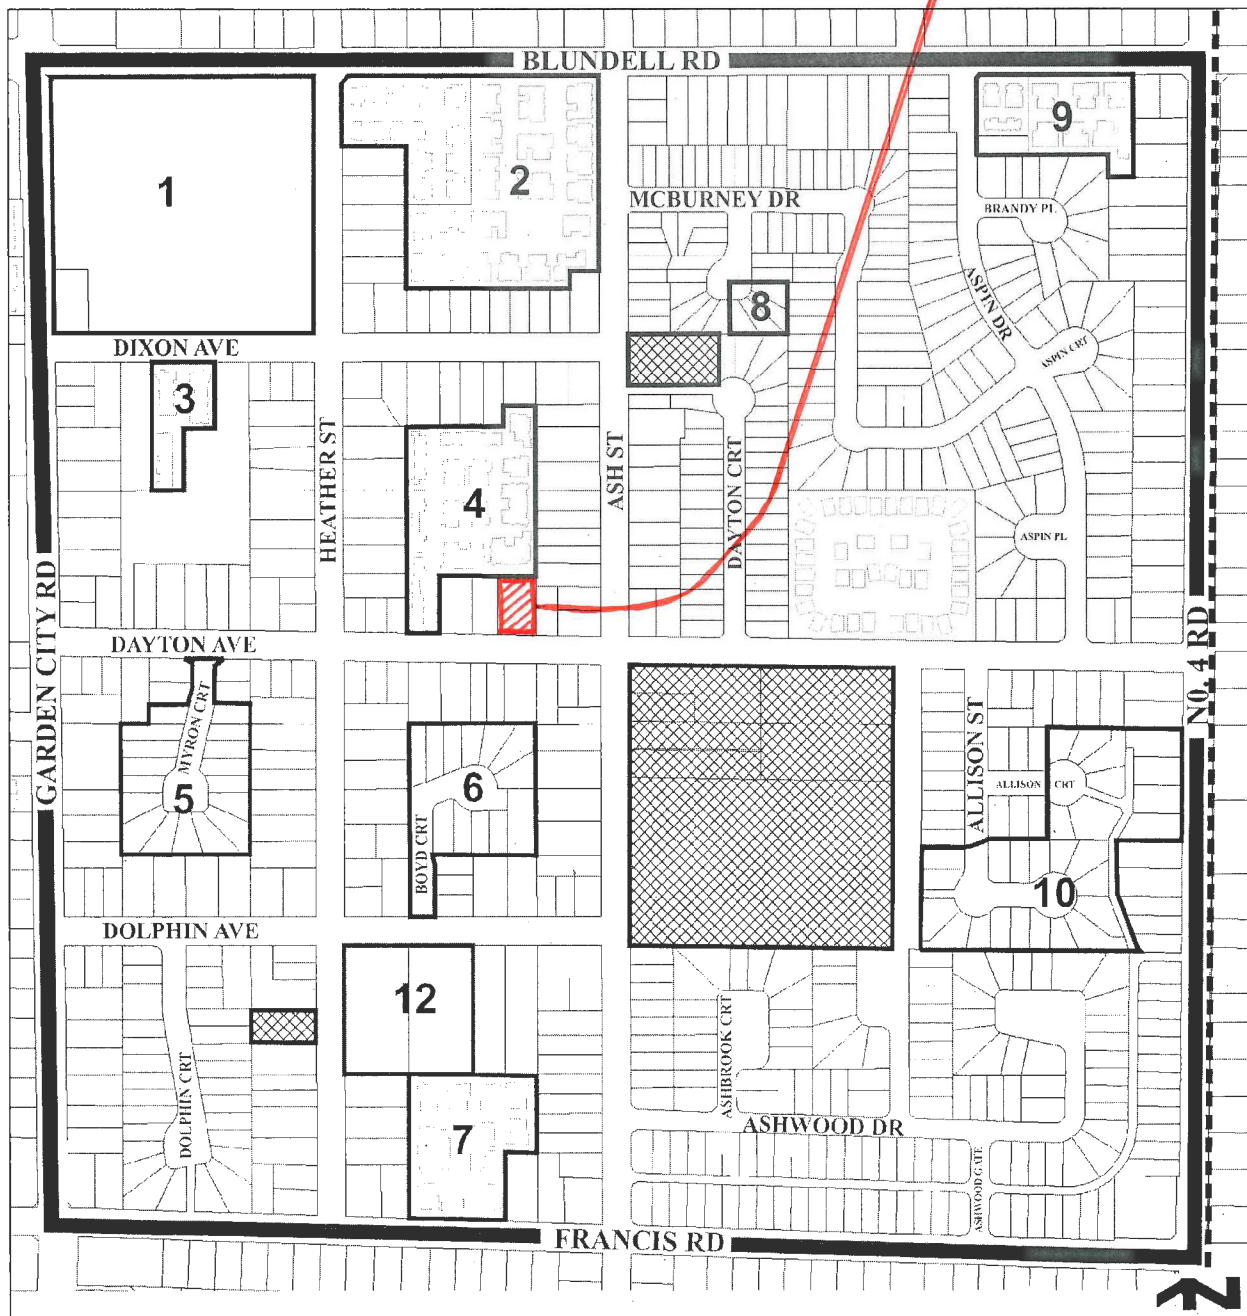 BLUNDELL RD
1
2
9
MCBURNEY DR
BRANDY PL
8
ASPIN DR
ASPIN CRT
DIXON AVE
3
HEATHER ST
4
ASH ST
DAYTON CRT
ASPIN PL
GARDEN CITY RD
NO. 4 RD
DAYTON AVE
MYRON CRT
5
6
BOYD CRT
ALLISON ST
ALLISON CRT
10
DOLPHIN AVE
12
DOLPHIN CRT
7
ASHBROOK CRT
ASHWOOD DR
ASHWOOD GATE
FRANCIS RD
N